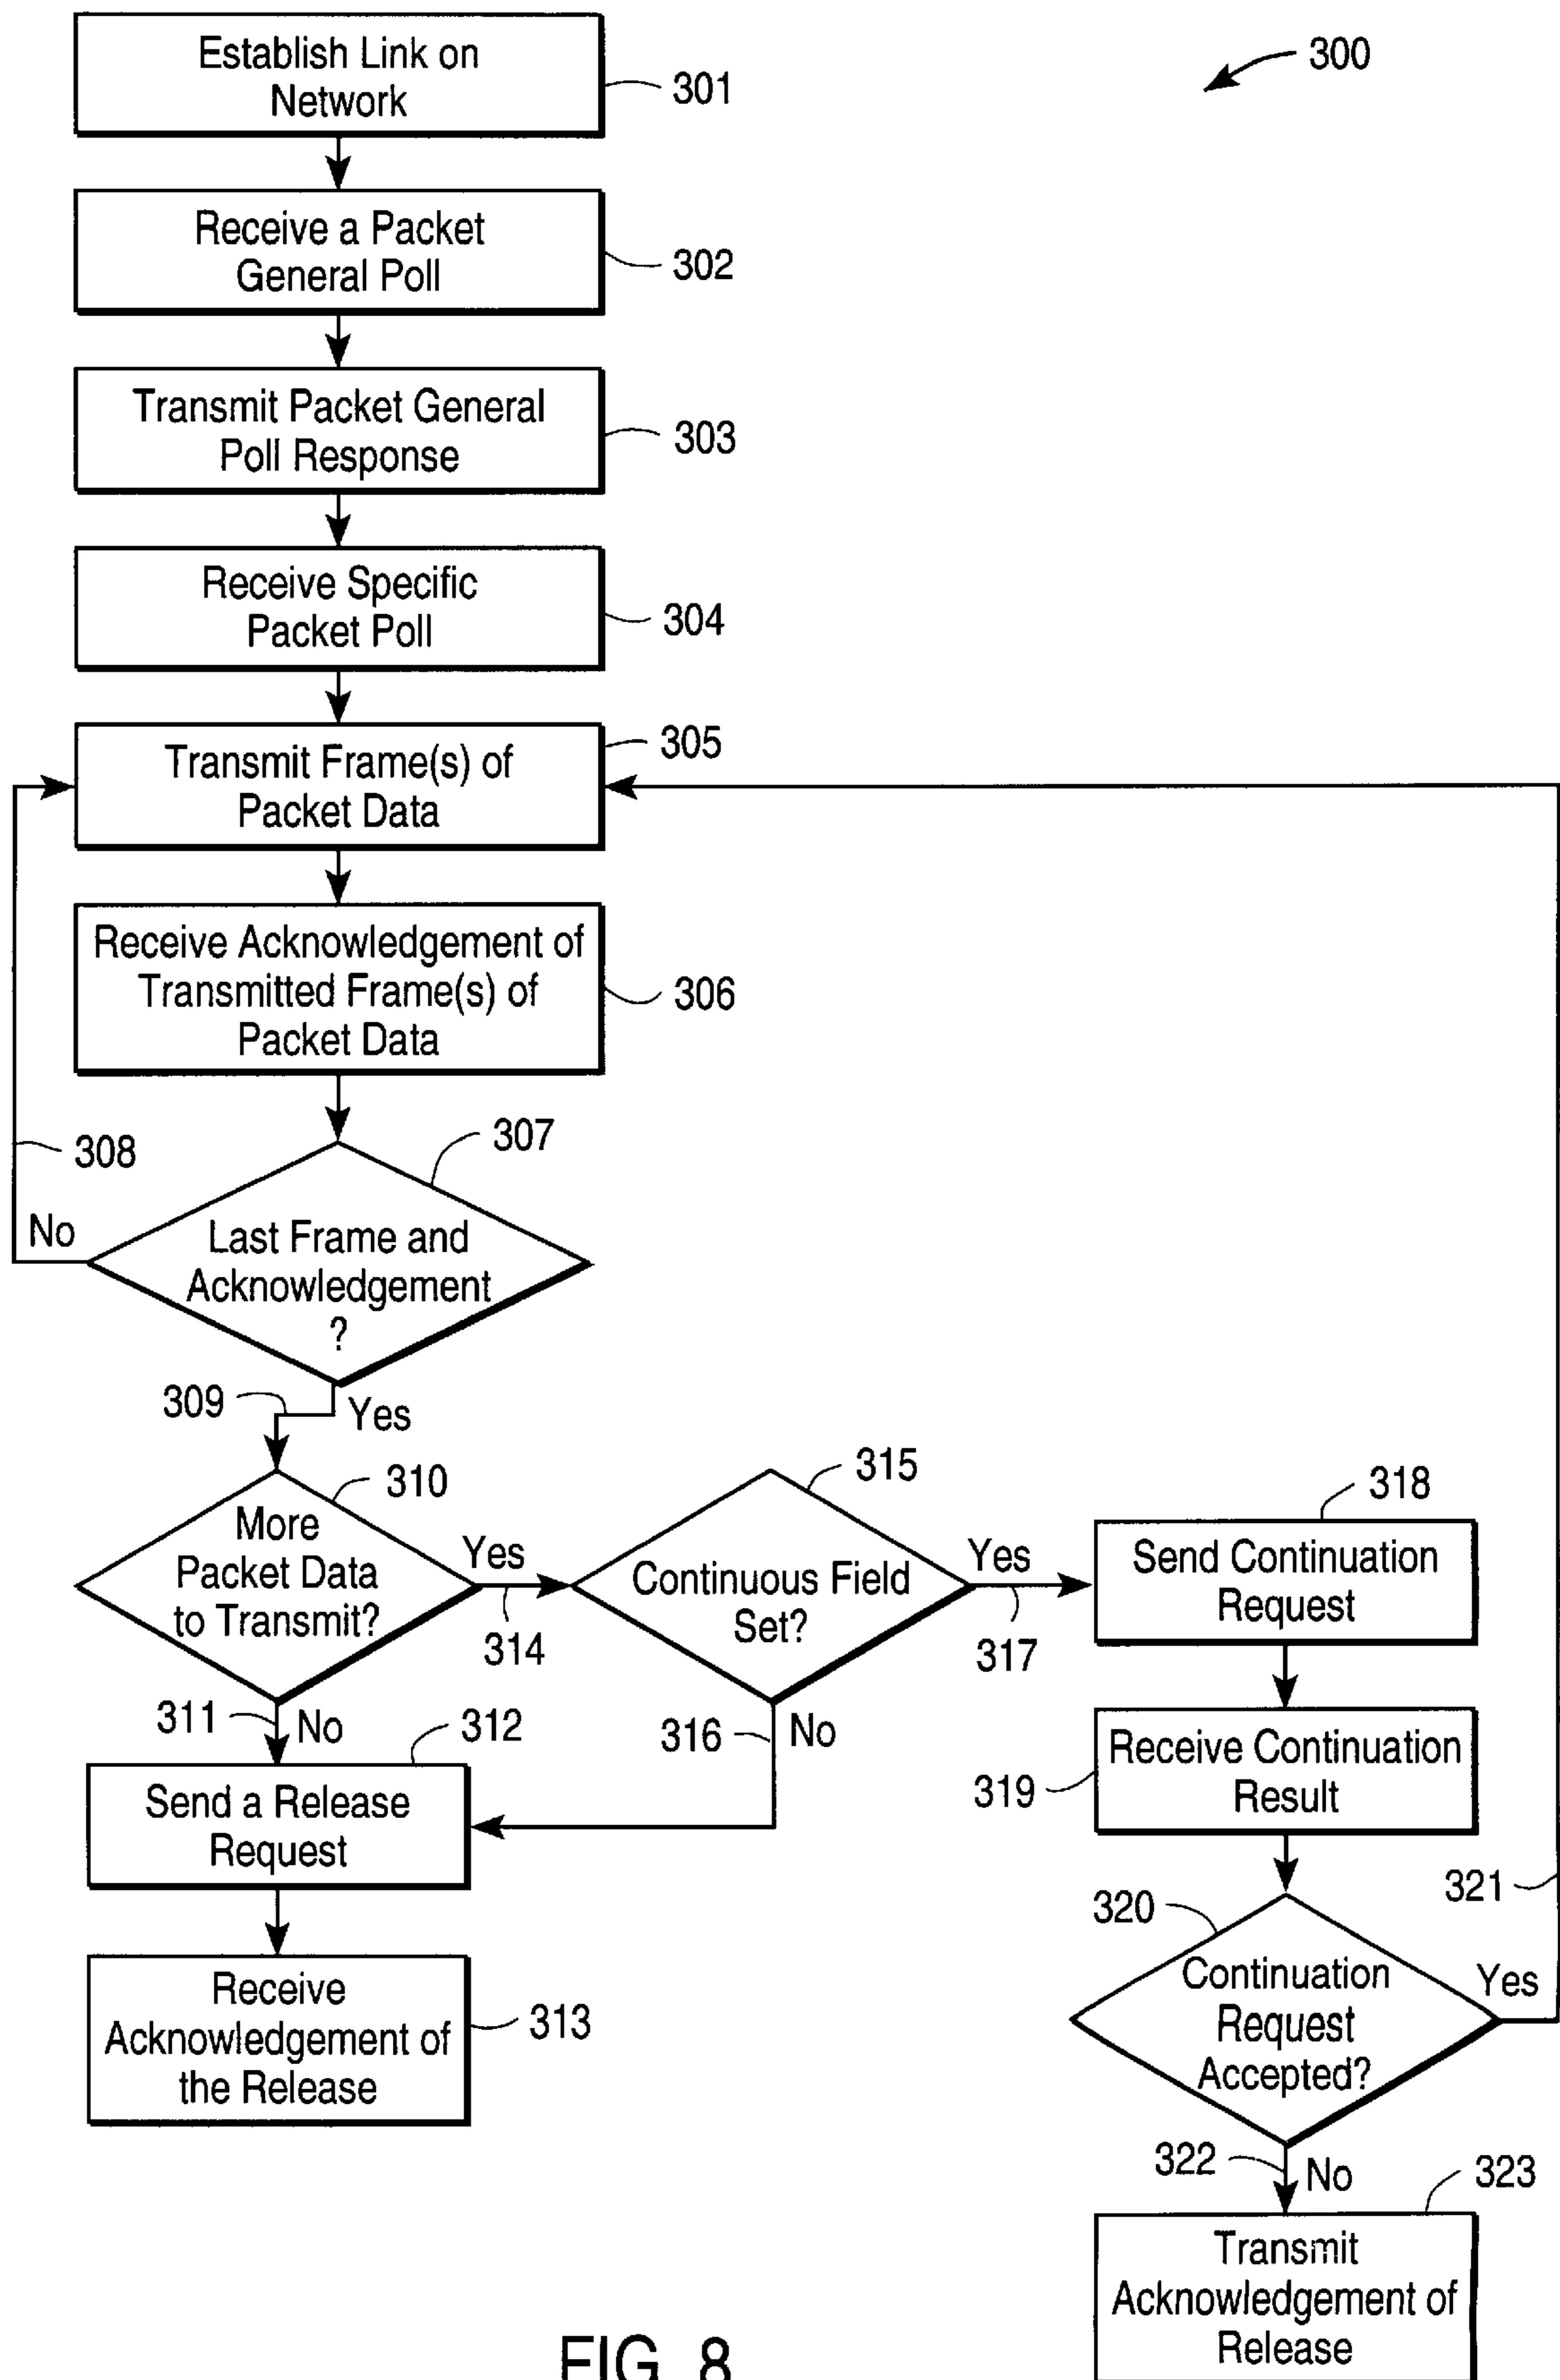 300
Establish Link on
Network
301
Receive a Packet
General Poll
302
Transmit Packet General
Poll Response
303
Receive Specific
Packet Poll
304
Transmit Frame(s) of
Packet Data
305
Receive Acknowledgement of
Transmitted Frame(s) of
Packet Data
306
307
308
No
Last Frame and
Acknowledgement
?
309
Yes
310
More
Packet Data
to Transmit?
Yes
314
315
Continuous Field
Set?
Yes
317
318
Send Continuation
Request
311
No
312
316
No
Send a Release
Request
Receive Continuation
Result
319
Receive
Acknowledgement of
the Release
313
320
321
Continuation
Request
Accepted?
Yes
322
No
323
Transmit
Acknowledgement of
Release
FIG. 8